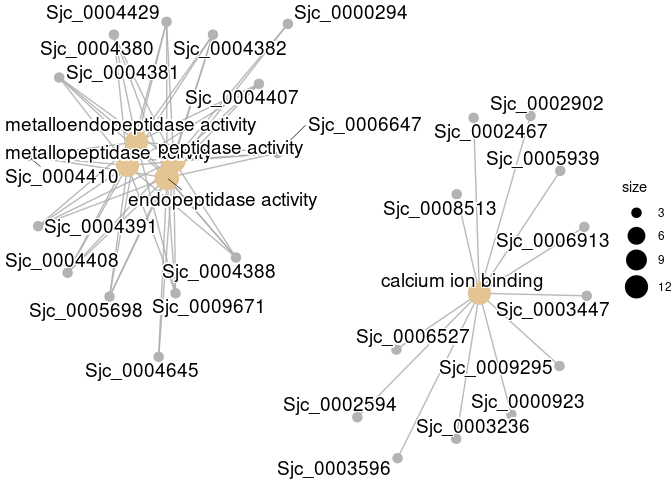 Sjc_0004429
Sjc_0000294
Sjc_0004380
Sjc_0004382
Sjc_0004381
Sjc_0004407
Sjc_0002902
metalloendopeptidase activity
Sjc_0006647
Sjc_0002467
metallopeptidase activity
peptidase activity
Sjc_0005939
Sjc_0004410
size
endopeptidase activity
Sjc_0008513
3
Sjc_0004391
6
Sjc_0006913
Sjc_0004408
9
Sjc_0004388
calcium ion binding
12
Sjc_0005698
Sjc_0009671
Sjc_0003447
Sjc_0006527
Sjc_0004645
Sjc_0009295
Sjc_0002594
Sjc_0000923
Sjc_0003236
Sjc_0003596